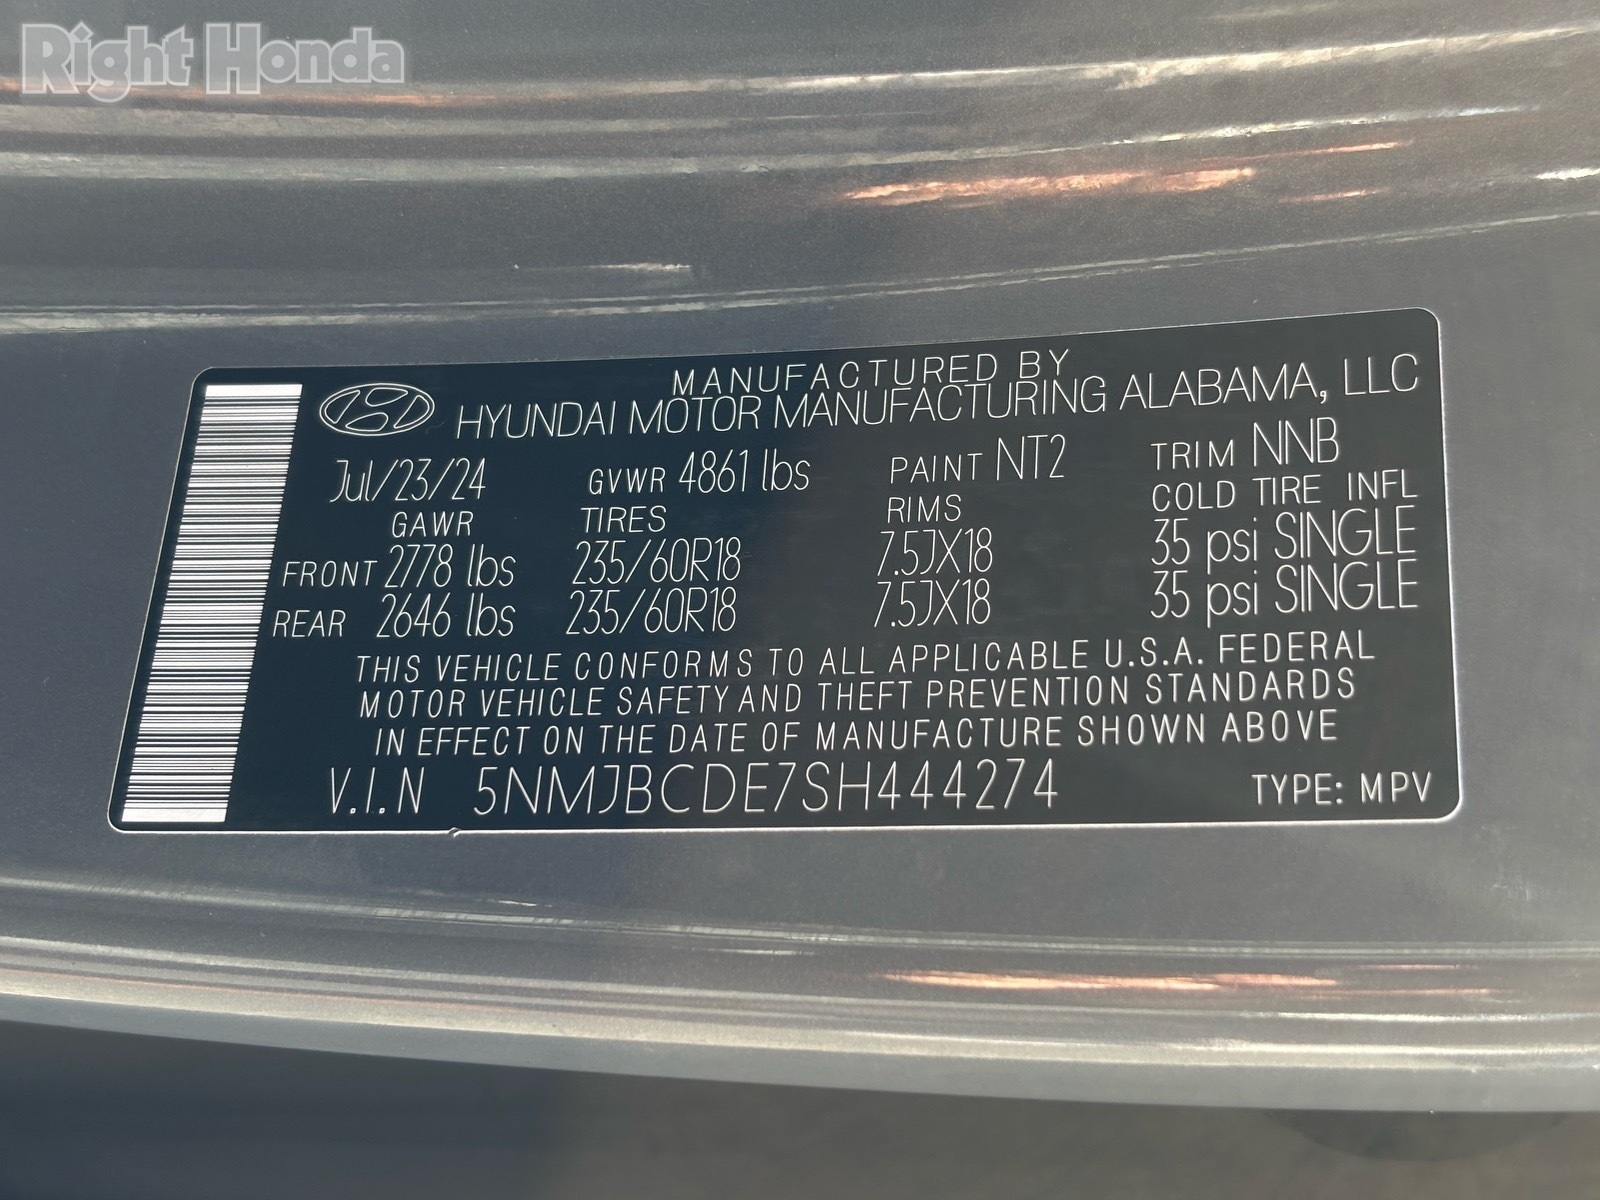 Right Honda
MANUFACTURED BY
HYUNDAI MOTOR MANUFACTURING ALABAMA, LLC
Jul/23/24 GVWR 4861 lbs PAINT NT2 TRIM NNB
GAWR TIRES RIMS COLD TIRE INFL
FRONT 2778 lbs 235/60R18 7.5JX18 35 psi SINGLE
REAR 2646 lbs 235/60R18 7.5JX18 35 psi SINGLE
THIS VEHICLE CONFORMS TO ALL APPLICABLE U.S.A. FEDERAL
MOTOR VEHICLE SAFETY AND THEFT PREVENTION STANDARDS
IN EFFECT ON THE DATE OF MANUFACTURE SHOWN ABOVE
V.I.N 5NMJBCDE7SH444274 TYPE: MPV